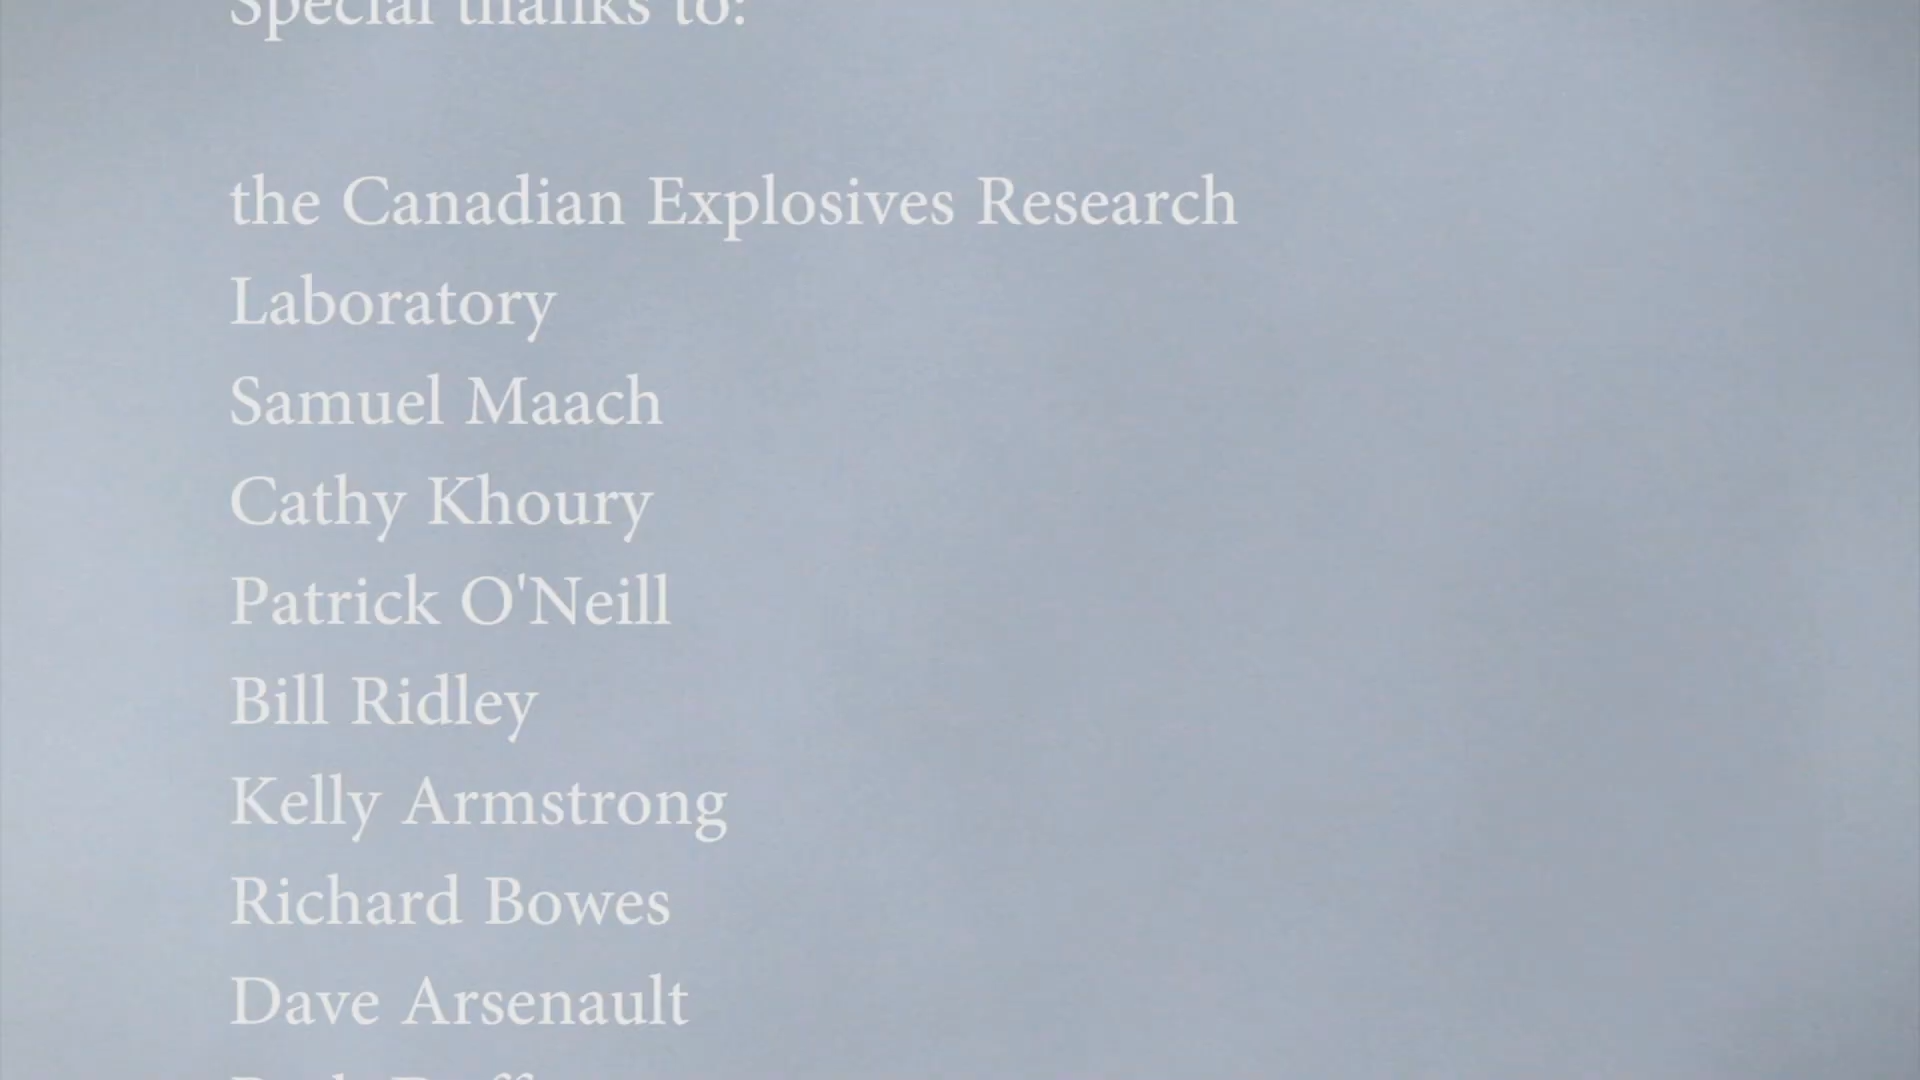 Special thanks to:
the Canadian Explosives Research
Laboratory
Samuel Maach
Cathy Khoury
Patrick O'Neill
Bill Ridley
Kelly Armstrong
Richard Bowes
Dave Arsenault